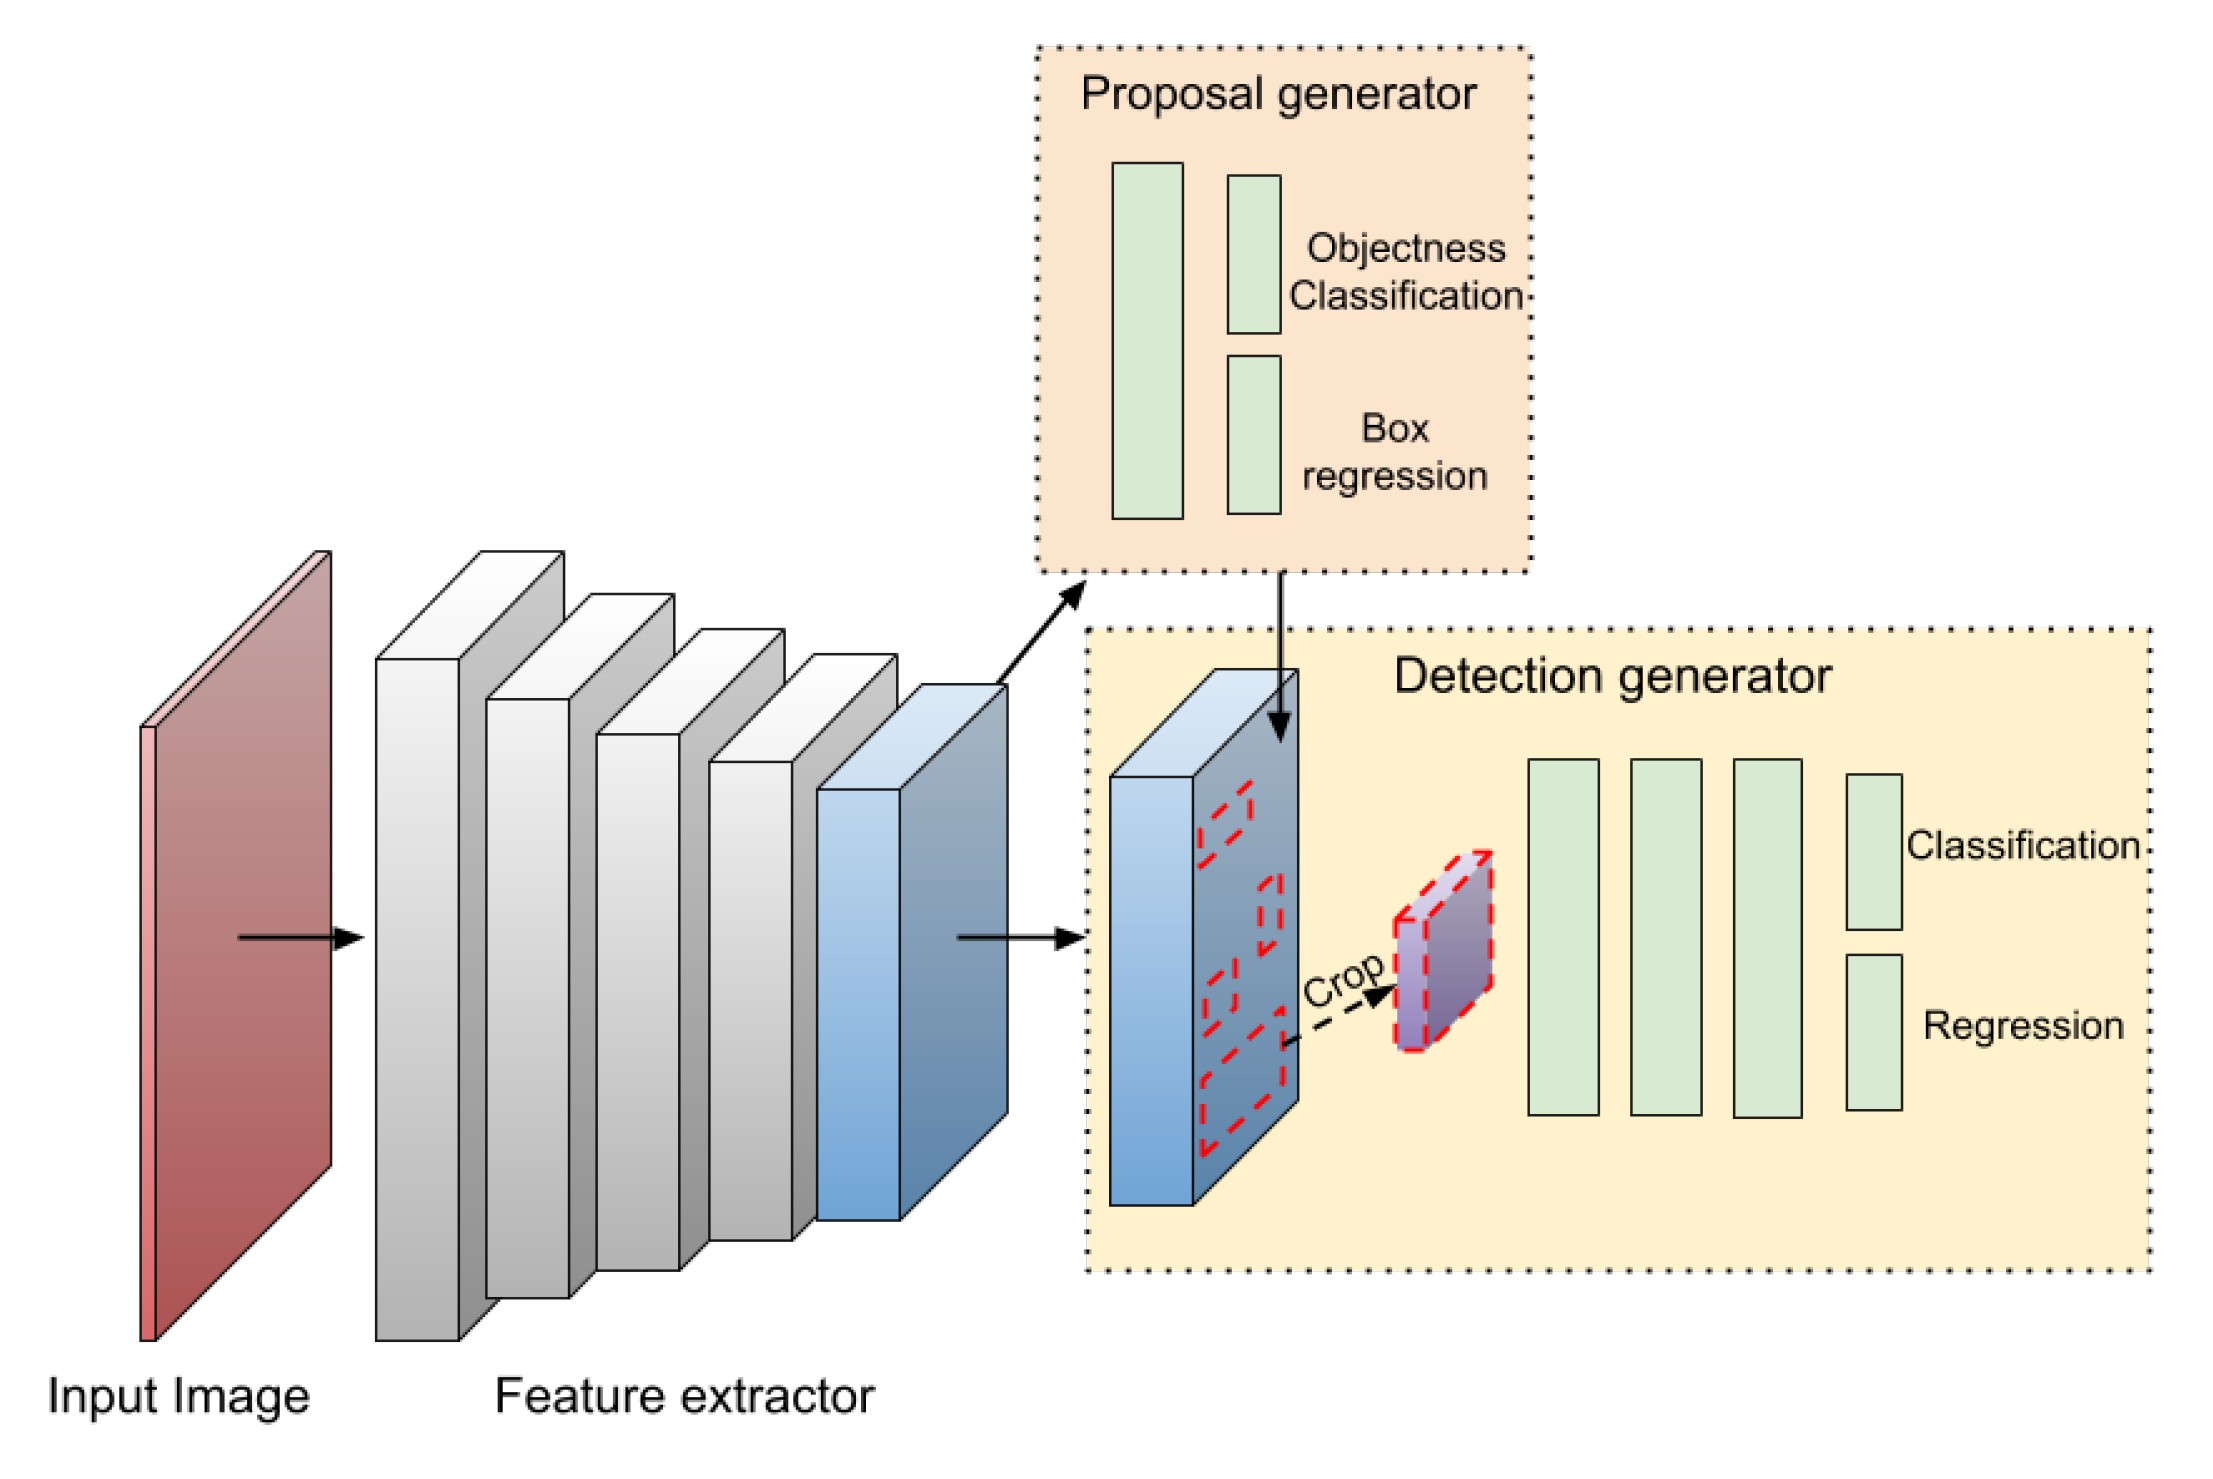 Proposal generator
Objectness
Classification
Box
regression
Detection generator
Classification
Crop
Regression
Input Image
Feature extractor